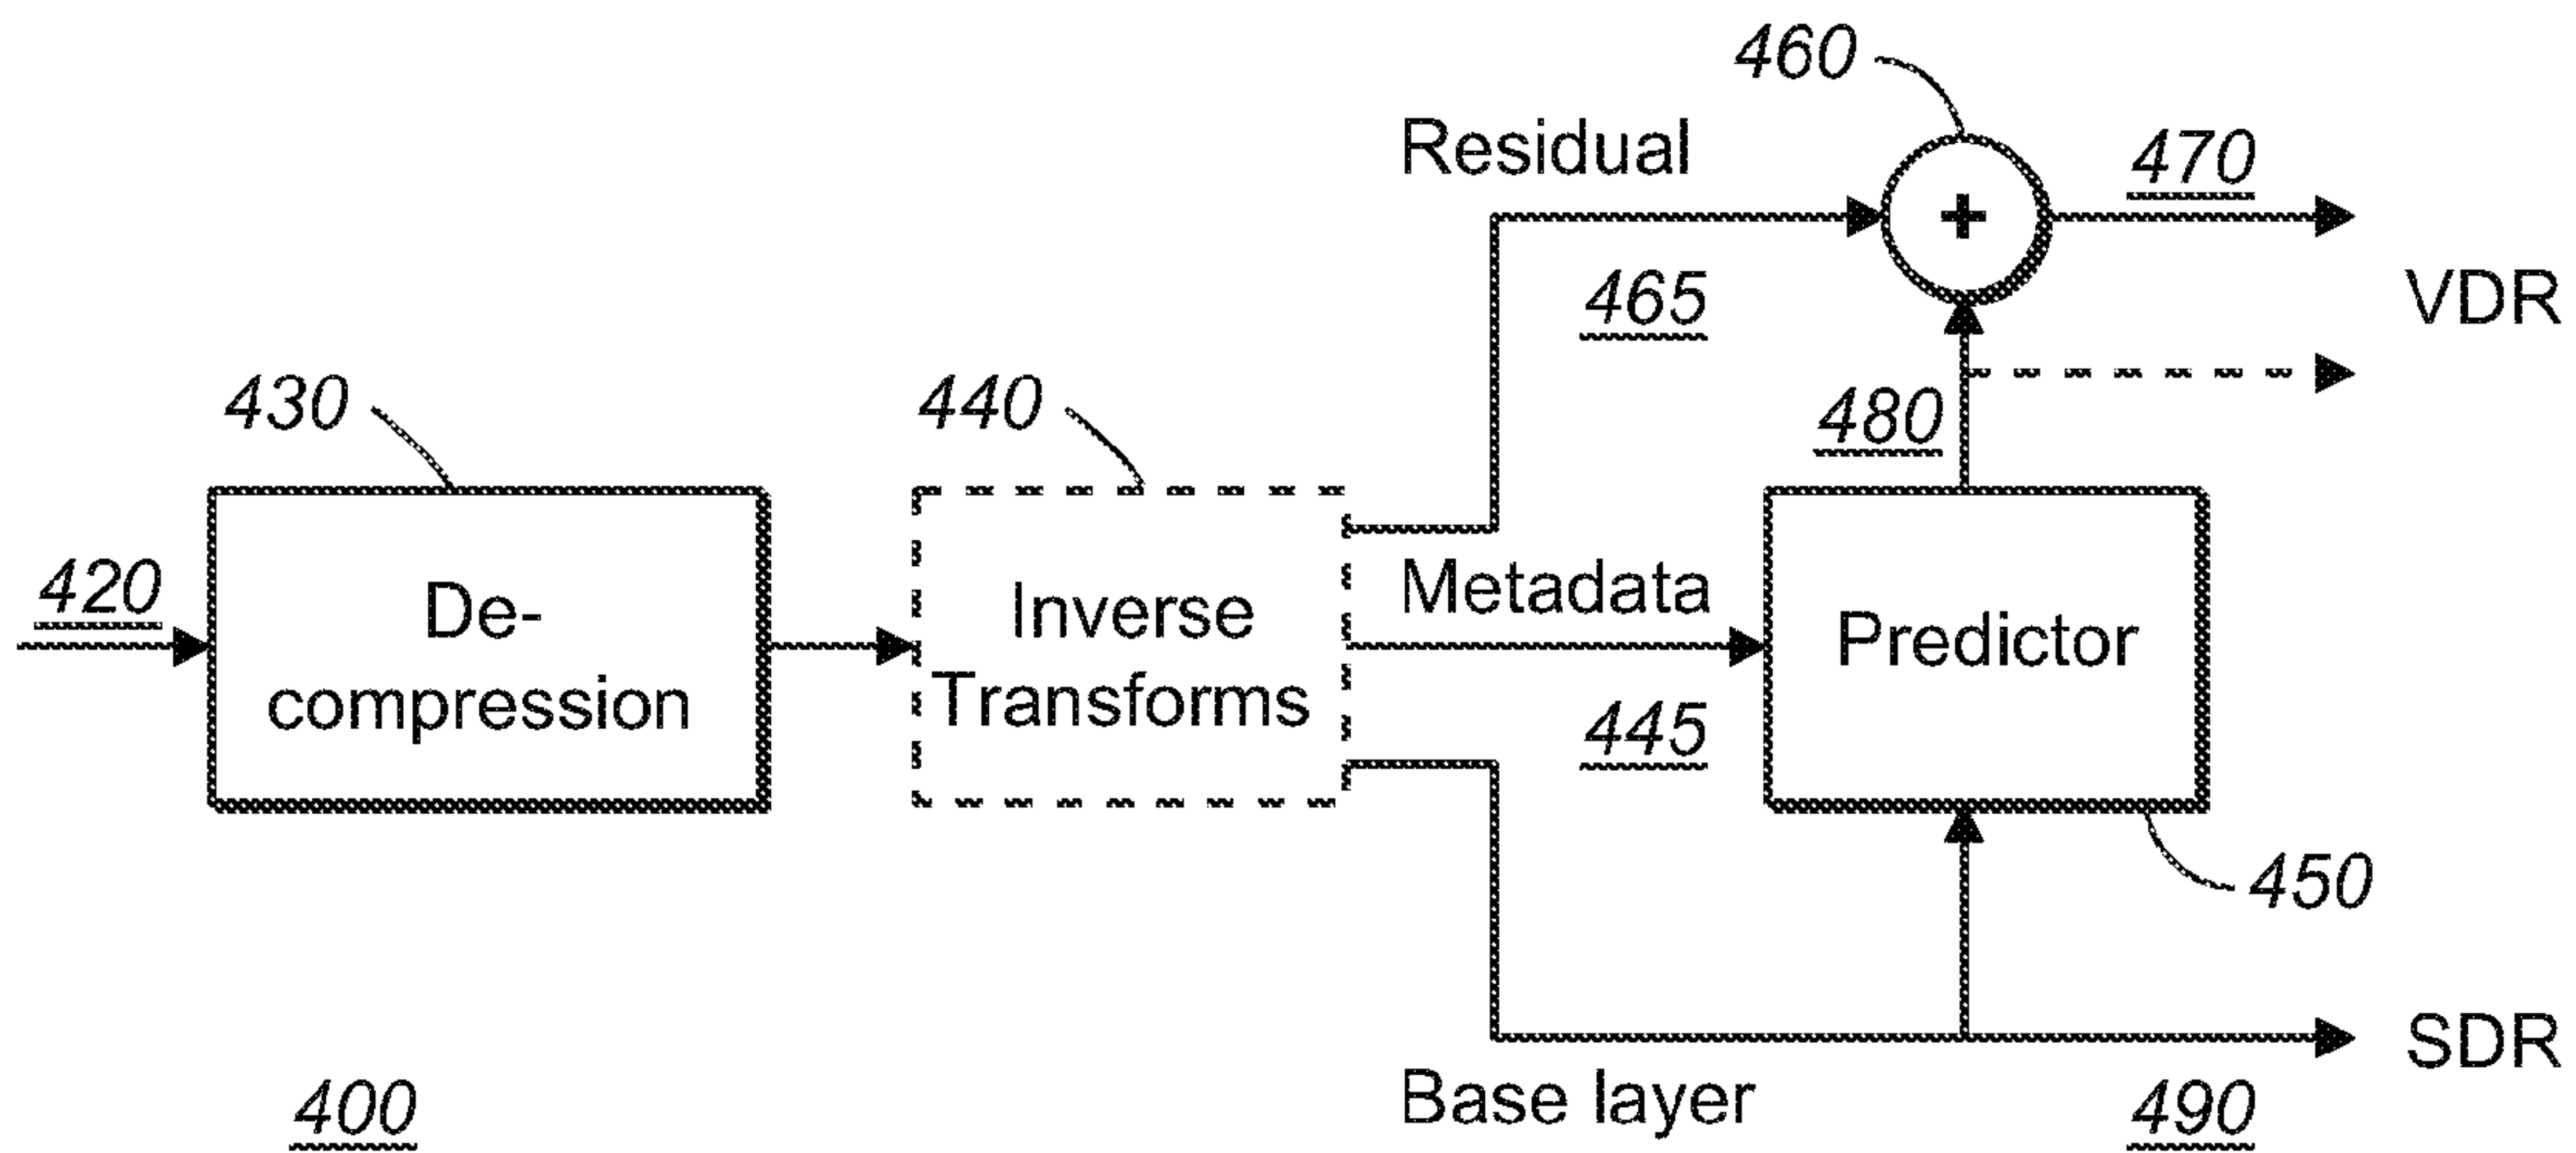 460
Residual
470
465
VDR
430
440
480
420
De-
compression
Inverse
Transforms
Metadata
445
Predictor
450
SDR
Base layer
490
400
+